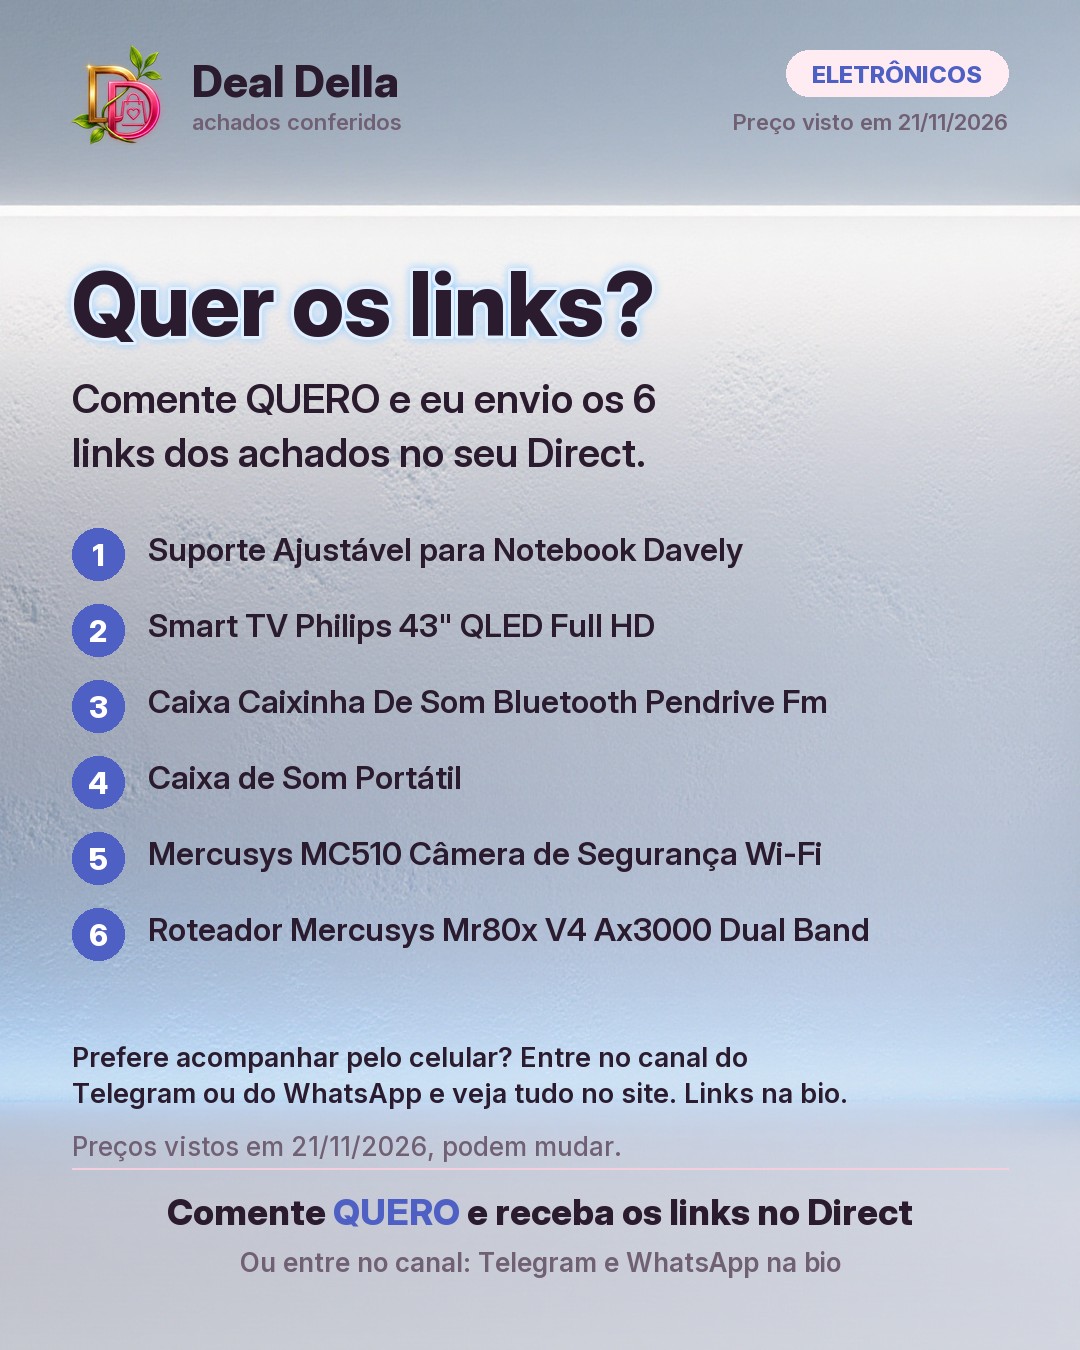 Deal Della
achados conferidos
ELETRÔNICOS
Preço visto em 21/11/2026
Quer os links?
Comente QUERO e eu envio os 6
links dos achados no seu Direct.
1 Suporte Ajustável para Notebook Davely
2 Smart TV Philips 43" QLED Full HD
3 Caixa Caixinha De Som Bluetooth Pendrive Fm
4 Caixa de Som Portátil
5 Mercusys MC510 Câmera de Segurança Wi-Fi
6 Roteador Mercusys Mr80x V4 Ax3000 Dual Band
Prefere acompanhar pelo celular? Entre no canal do
Telegram ou do WhatsApp e veja tudo no site. Links na bio.
Preços vistos em 21/11/2026, podem mudar.
Comente QUERO e receba os links no Direct
Ou entre no canal: Telegram e WhatsApp na bio